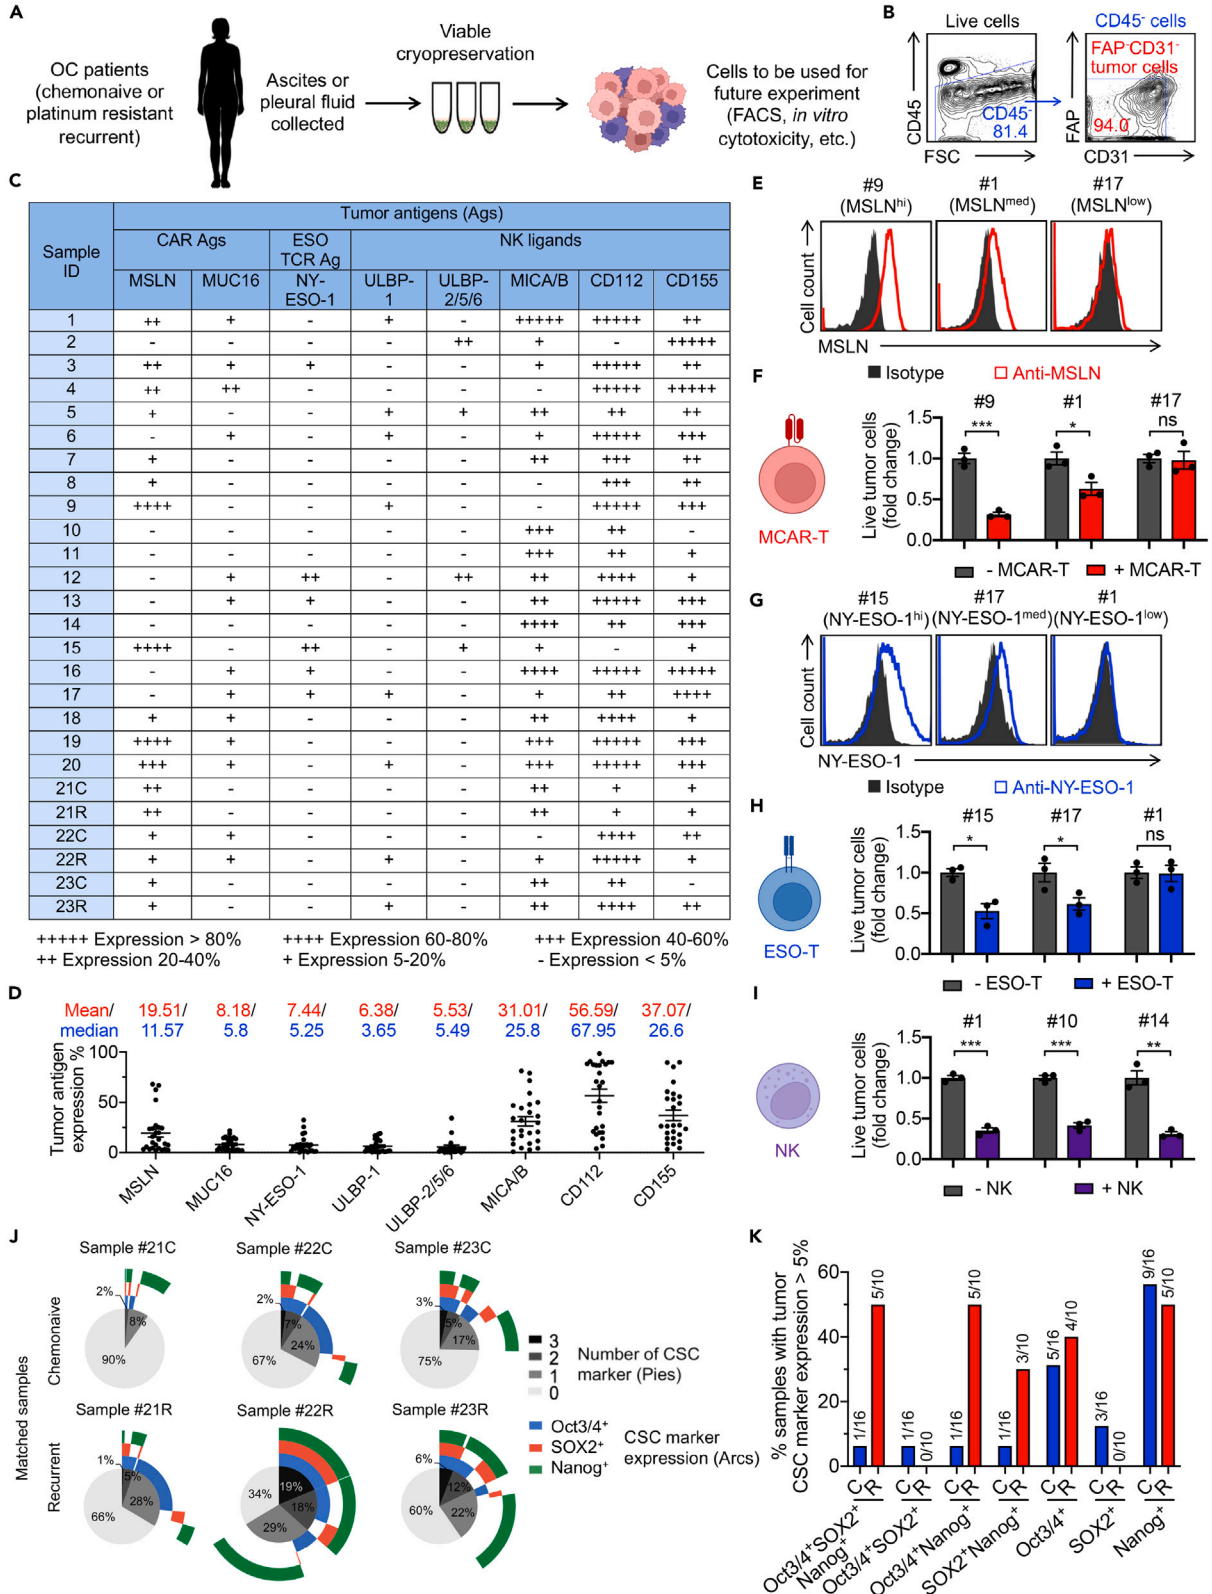 A
OC patients
(chemonaive or
platinum resistant
recurrent)
Ascites or
pleural fluid
collected
Viable
cryopreservation
Cells to be used for
future experiment
(FACS, in vitro
cytotoxicity, etc.)
B
Live cells
CD45- cells
CD45
CD45-
81.4
FSC
FAP
FAP-CD31-
tumor cells
94.0
CD31
C
Sample ID | Tumor antigens (Ags)
CAR Ags | ESO TCR Ag | NK ligands
MSLN | MUC16 | NY-ESO-1 | ULBP-1 | ULBP-2/5/6 | MICA/B | CD112 | CD155
1 ++ + - + - +++++ +++++ ++
2 - - - - ++ + - +++++
3 ++ + + - - - +++++ ++
4 ++ ++ - - - - +++++ +++++
5 + - - + + ++ ++ ++
6 - + - + - + +++++ +++
7 + - - - - ++ +++ ++
8 + - - - - - +++ ++
9 ++++ - - + - - +++++ +++
10 - - - - - +++ ++ -
11 - - - - - +++ ++ +
12 - + ++ - ++ ++ ++++ +
13 - + + - - ++ +++++ +++
14 - - - - - ++++ ++ +++
15 ++++ - ++ - + + - +
16 - + + - - ++++ +++++ +++++
17 - + + + - + ++ ++++
18 + + - - - ++ ++++ +
19 ++++ + - - - +++ +++++ +++
20 +++ + - + - ++ +++++ +++
21C ++ - - - - ++ + +
21R ++ - - - - ++ + +
22C + + - - - - ++++ ++
22R + + - + - + +++++ +
23C + - - - - ++ ++ -
23R + - - + - ++ ++++ ++
+++++ Expression > 80% ++++ Expression 60-80% +++ Expression 40-60%
++ Expression 20-40% + Expression 5-20% - Expression < 5%
D
Mean/ 19.51/ 8.18/ 7.44/ 6.38/ 5.53/ 31.01/ 56.59/ 37.07/
median 11.57 5.8 5.25 3.65 5.49 25.8 67.95 26.6
Tumor antigen
expression %
100
50
0
MSLN MUC16 NY-ESO-1 ULBP-1 ULBP-2/5/6 MICA/B CD112 CD155
E
#9 #1 #17
(MSLNhi) (MSLNmed) (MSLNlow)
Cell count
MSLN
Isotype Anti-MSLN
F
MCAR-T
#9 #1 #17
*** * ns
Live tumor cells
(fold change)
1.5
1.0
0.5
0.0
- MCAR-T + MCAR-T
G
#15 #17 #1
(NY-ESO-1hi) (NY-ESO-1med) (NY-ESO-1low)
Cell count
NY-ESO-1
Isotype Anti-NY-ESO-1
H
ESO-T
#15 #17 #1
* * ns
Live tumor cells
(fold change)
1.5
1.0
0.5
0.0
- ESO-T + ESO-T
I
NK
#1 #10 #14
*** *** **
Live tumor cells
(fold change)
1.5
1.0
0.5
0.0
- NK + NK
J
Matched samples
Chemonaive
Sample #21C Sample #22C Sample #23C
2% 8% 90%
2% 7% 24% 67%
3% 5% 17% 75%
Recurrent
Sample #21R Sample #22R Sample #23R
1% 5% 28% 66%
19% 18% 29% 34%
6% 12% 22% 60%
3
2
1
0
Number of CSC
marker (Pies)
Oct3/4+
SOX2+
Nanog+
CSC marker
expression (Arcs)
K
% samples with tumor
CSC marker expression > 5%
60
40
20
0
1/16 5/10 1/16 0/10 1/16 5/10 1/16 3/10 5/16 4/10 3/16 0/10 9/16 5/10
C R C R C R C R C R C R C R
Oct3/4+SOX2+
Nanog+
Oct3/4+SOX2+
Oct3/4+Nanog+
SOX2+Nanog+
Oct3/4+
SOX2+
Nanog+